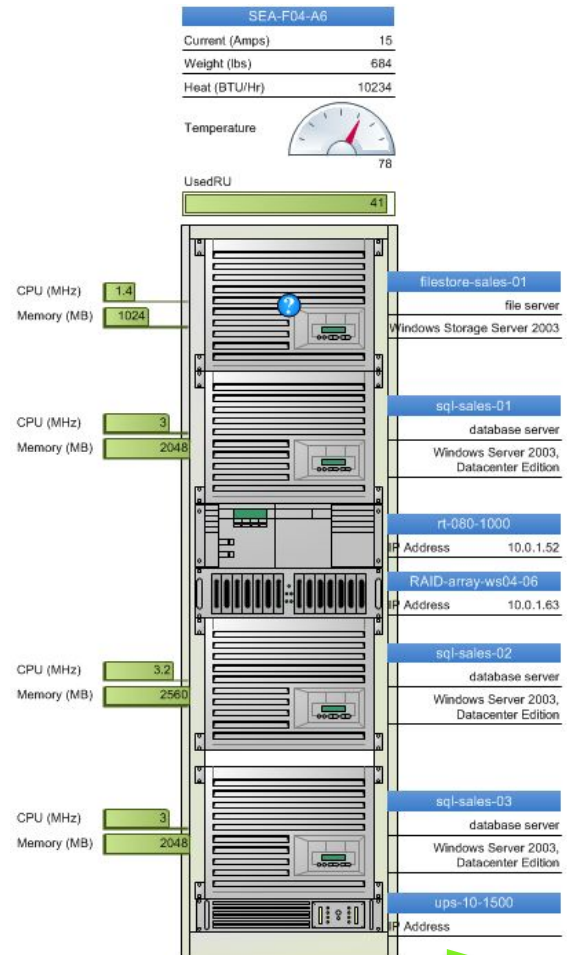 SEA-F04-A6
Current (Amps) 15
Weight (lbs) 684
Heat (BTU/Hr) 10234
Temperature
78
UsedRU
41
filestore-sales-01
CPU (MHz) 1.4
file server
Memory (MB) 1024
?
Windows Storage Server 2003
sql-sales-01
CPU (MHz) 3
database server
Memory (MB) 2048
Windows Server 2003,
Datacenter Edition
rt-080-1000
IP Address 10.0.1.52
RAID-array-ws04-06
IP Address 10.0.1.63
sql-sales-02
CPU (MHz) 3.2
database server
Memory (MB) 2560
Windows Server 2003,
Datacenter Edition
sql-sales-03
CPU (MHz) 3
database server
Memory (MB) 2048
Windows Server 2003,
Datacenter Edition
ups-10-1500
IP Address